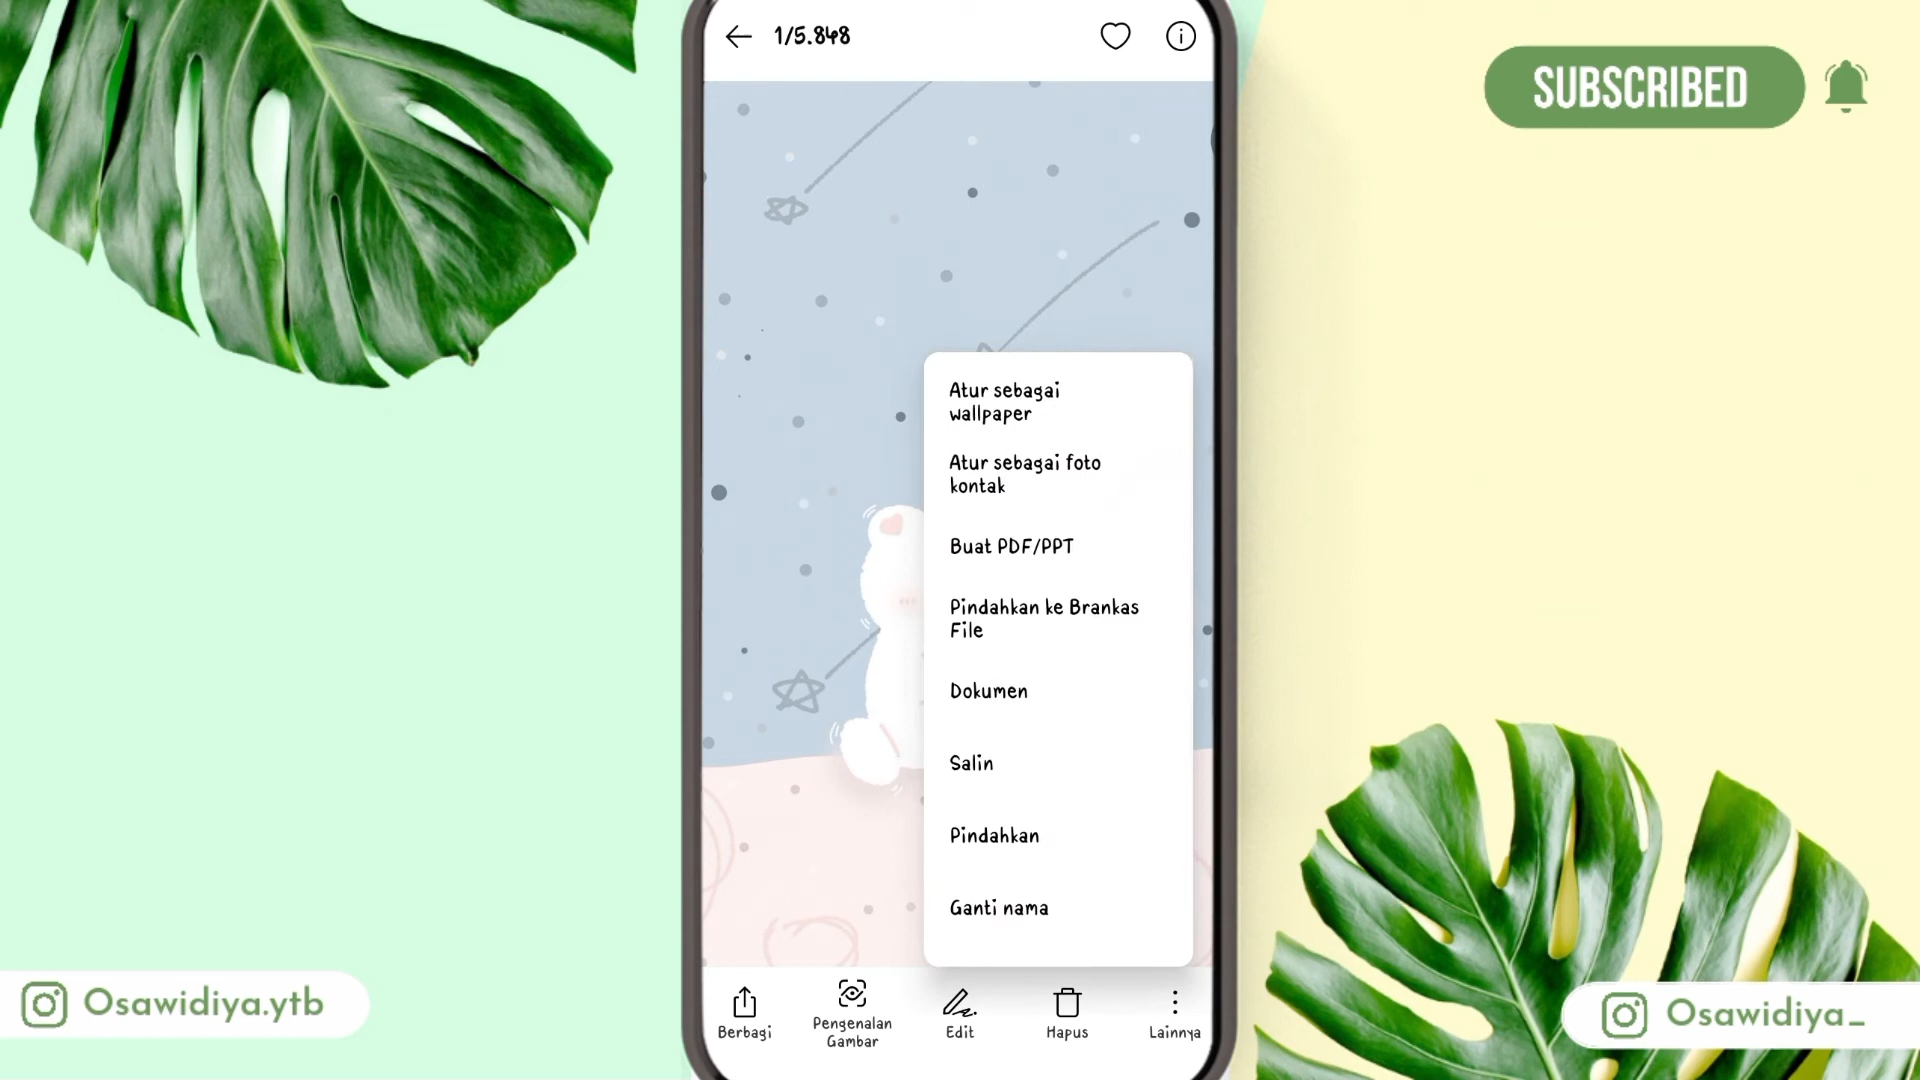 1/5.848
SUBSCRIBED
Atur sebagai
wallpaper
Atur sebagai foto
kontak
Buat PDF/PPT
Pindahkan ke Brankas
File
Dokumen
Salin
Pindahkan
Ganti nama
Berbagi
Pengenalan
Gambar
Edit
Hapus
Lainnya
Osawidiya.ytb
Osawidiya_